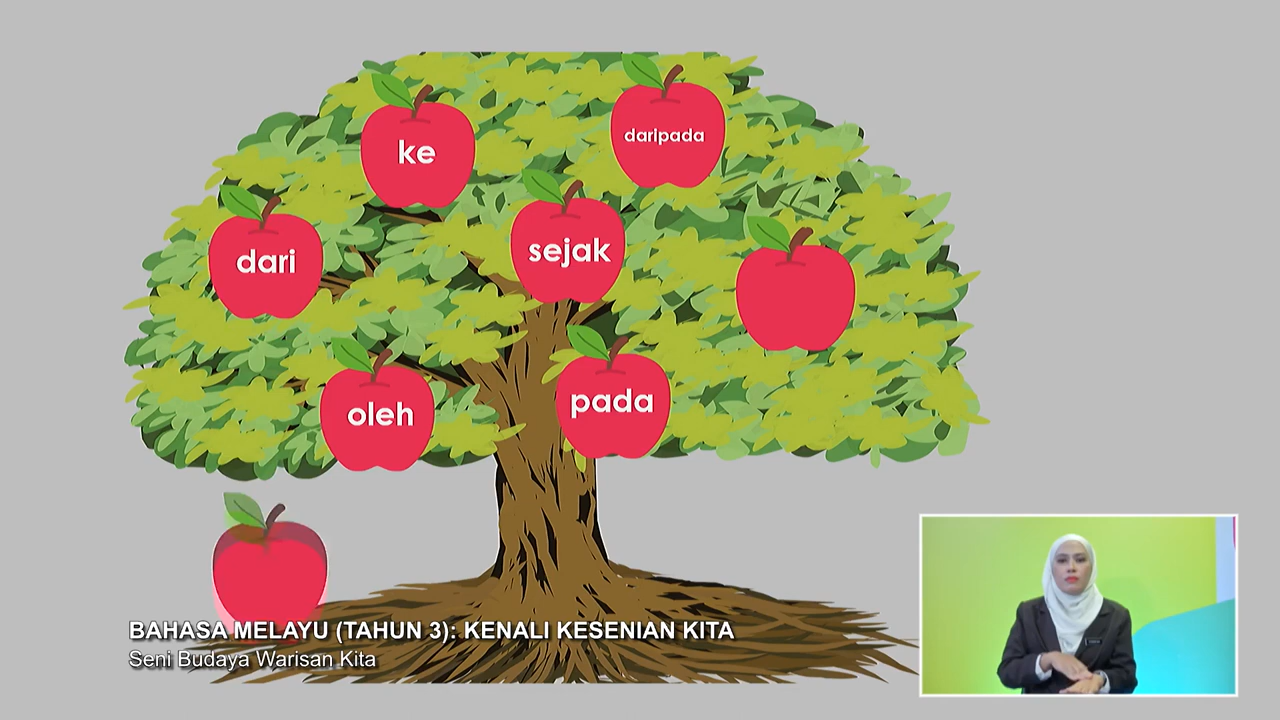 ke
daripada
dari
sejak
oleh
pada
BAHASA MELAYU (TAHUN 3): KENALI KESENIAN KITA
Seni Budaya Warisan Kita